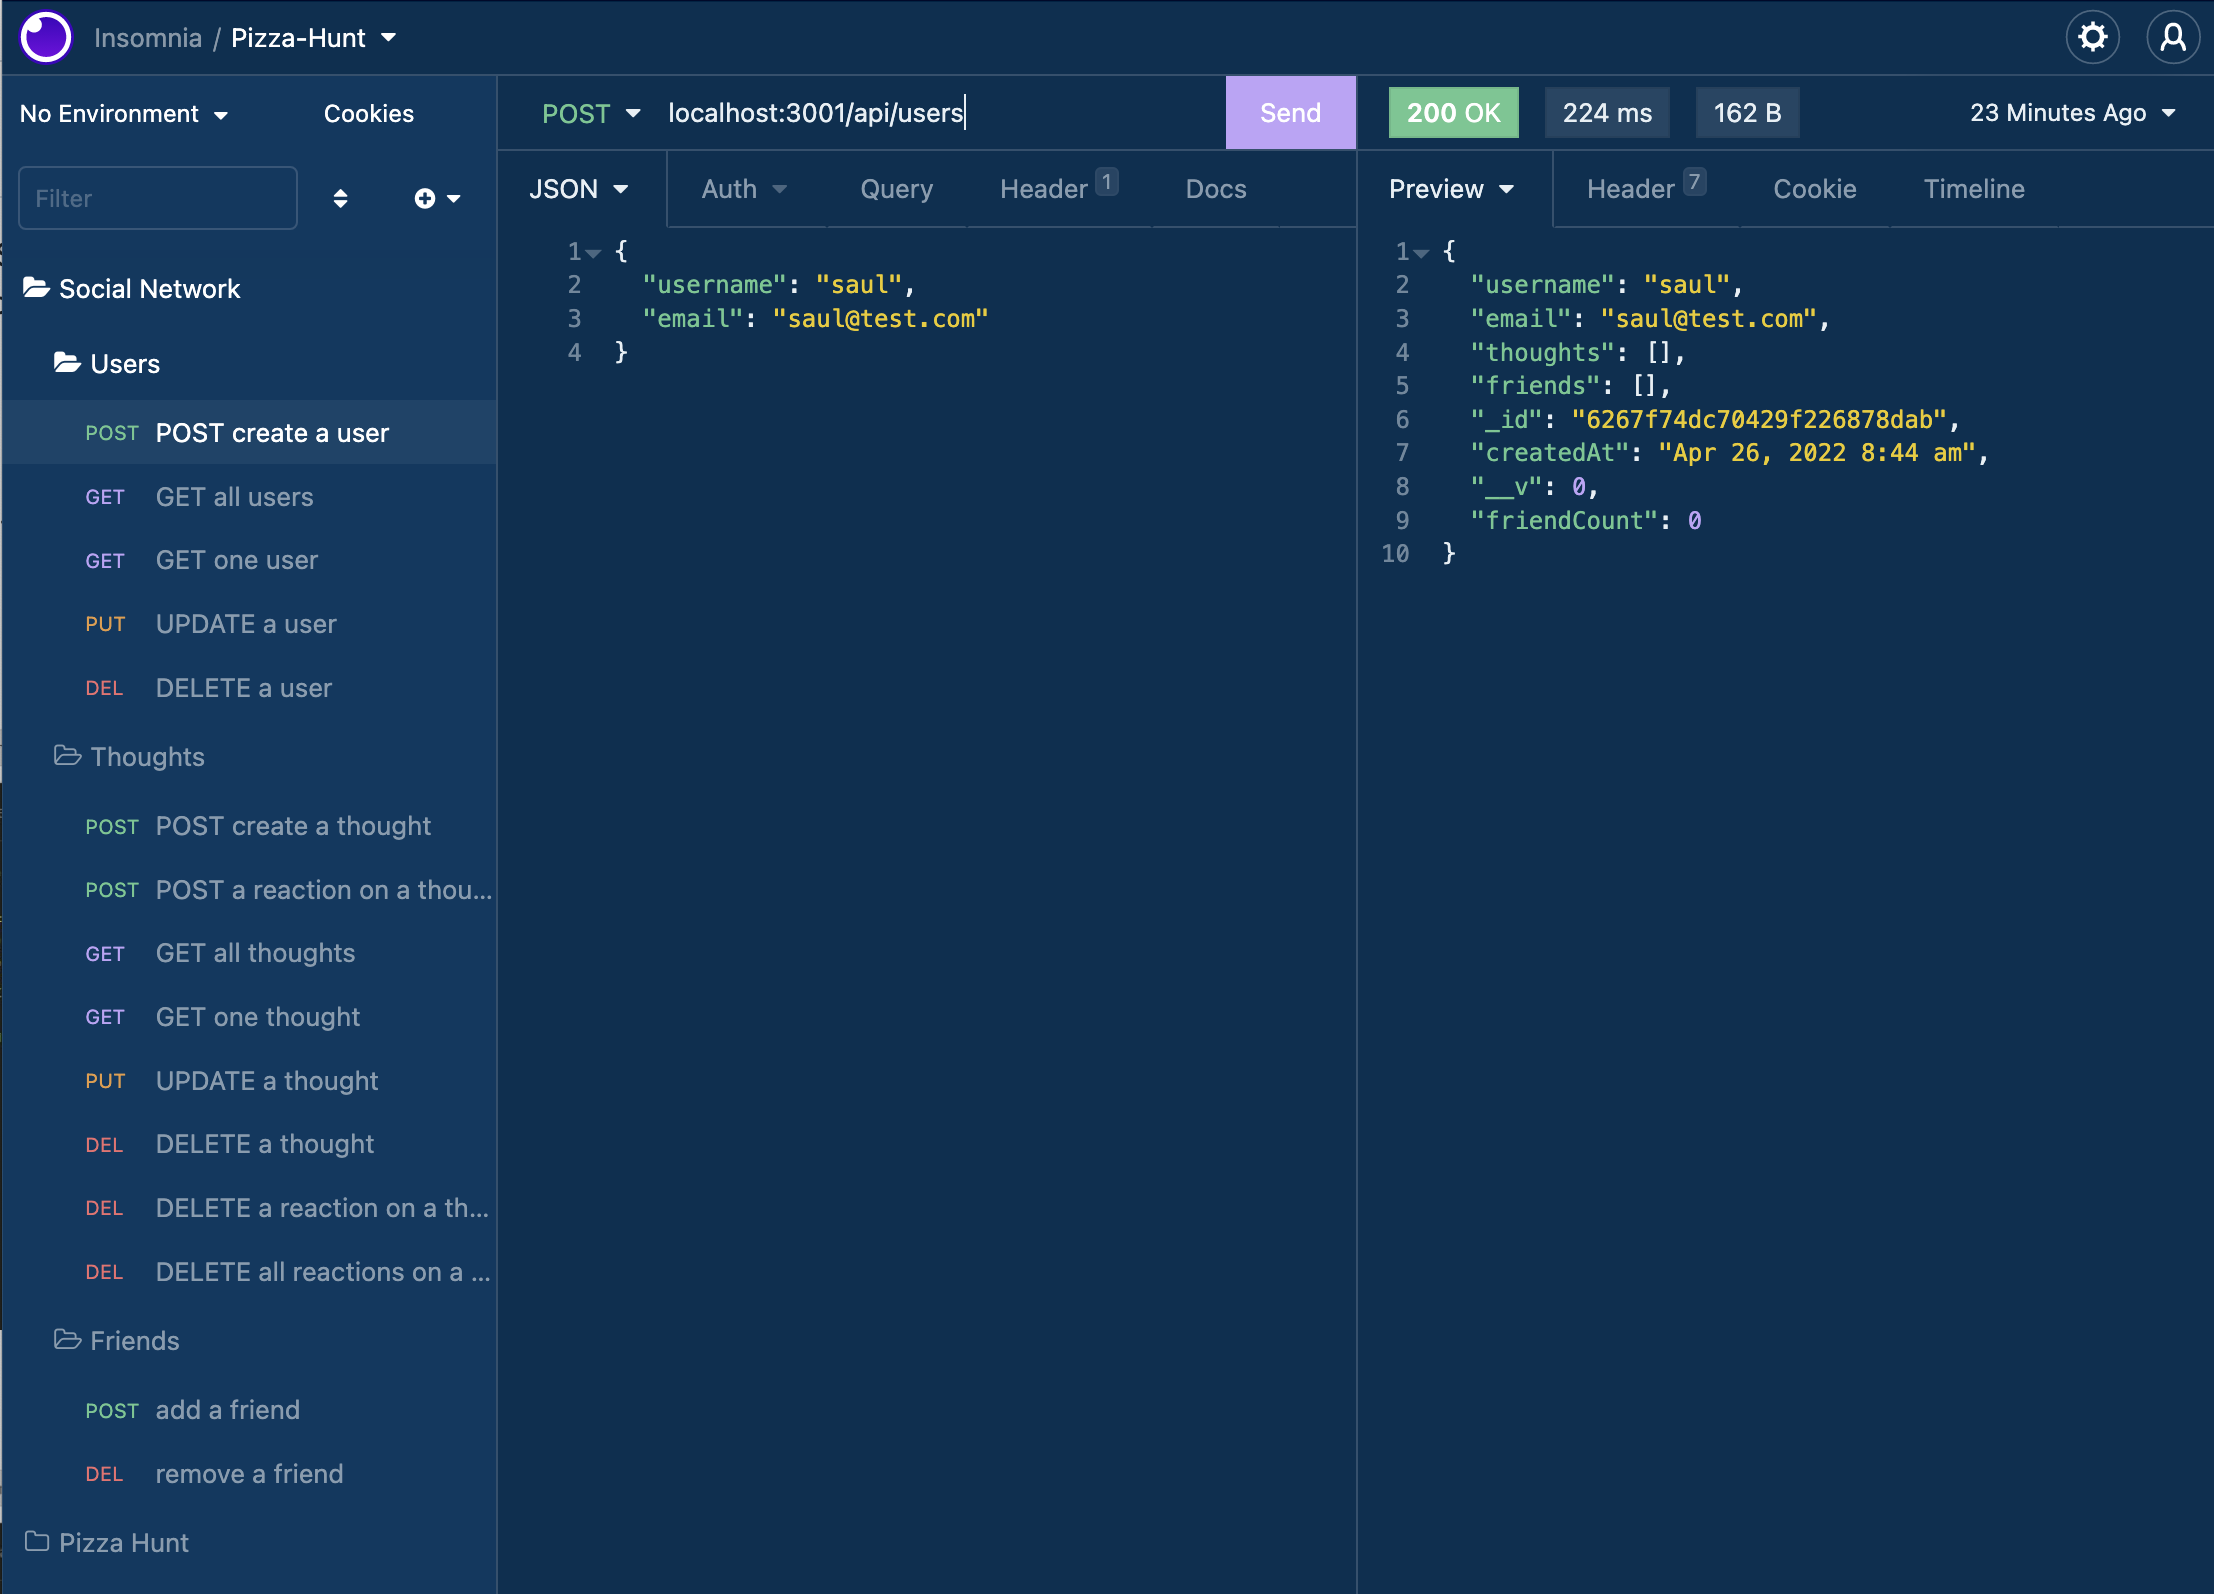 Insomnia / Pizza-Hunt
No Environment
Cookies
Filter
Social Network
Users
POST POST create a user
GET GET all users
GET GET one user
PUT UPDATE a user
DEL DELETE a user
Thoughts
POST POST create a thought
POST POST a reaction on a thou...
GET GET all thoughts
GET GET one thought
PUT UPDATE a thought
DEL DELETE a thought
DEL DELETE a reaction on a th...
DEL DELETE all reactions on a ...
Friends
POST add a friend
DEL remove a friend
Pizza Hunt
POST localhost:3001/api/users Send
JSON Auth Query Header 1 Docs
1 {
2 "username": "saul",
3 "email": "saul@test.com"
4 }
200 OK 224 ms 162 B 23 Minutes Ago
Preview Header 7 Cookie Timeline
1 {
2 "username": "saul",
3 "email": "saul@test.com",
4 "thoughts": [],
5 "friends": [],
6 "_id": "6267f74dc70429f226878dab",
7 "createdAt": "Apr 26, 2022 8:44 am",
8 "__v": 0,
9 "friendCount": 0
10 }